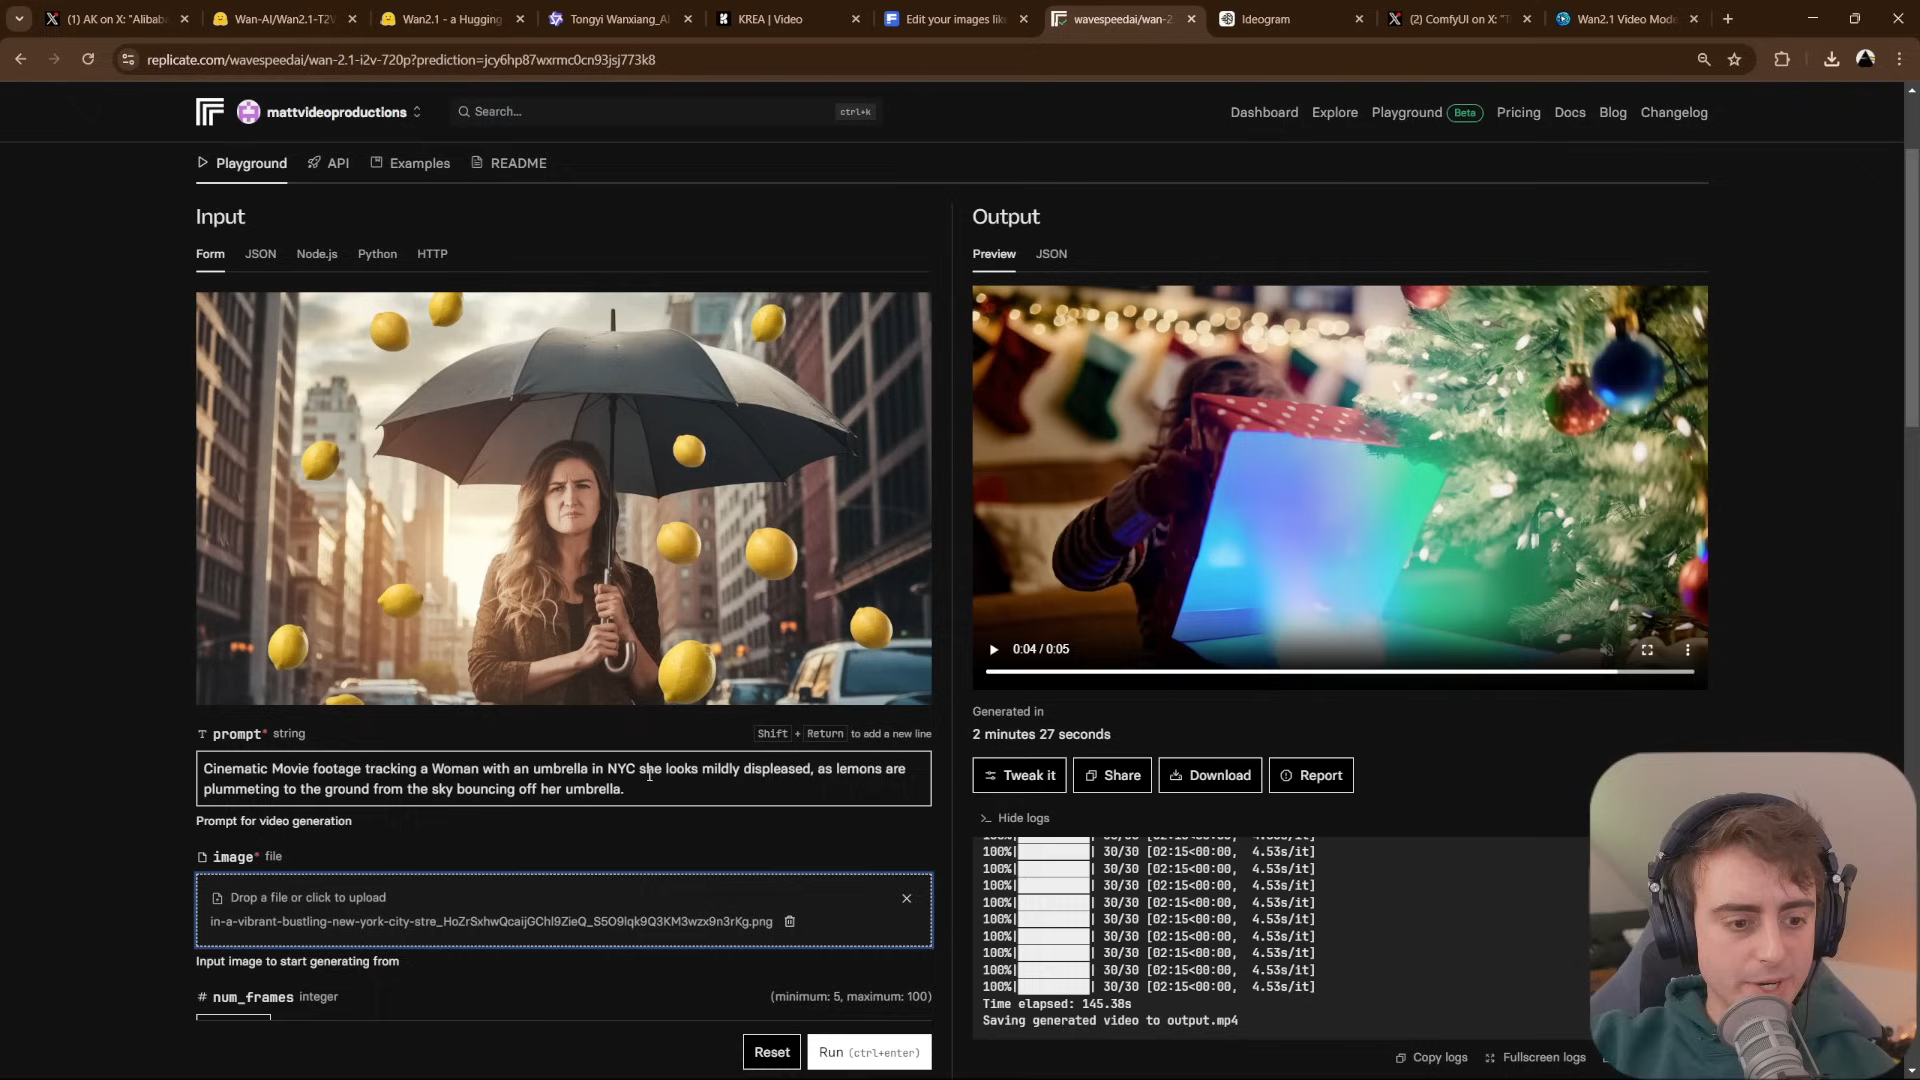 (1) AK on X: "Alibaba
Wan-AI/Wan2.1-T2V
Wan2.1 - a Hugging
Tongyi Wanxiang_AI
KREA | Video
Edit your images like
wavespeedai/wan-2.
Ideogram
(2) ComfyUI on X: "T
Wan2.1 Video Mode
replicate.com/wavespeedai/wan-2.1-i2v-720p?prediction=jcy6hp87wxrmc0cn93jsj773k8
mattvideoproductions
Search...
ctrl+k
Dashboard
Explore
Playground Beta
Pricing
Docs
Blog
Changelog
Playground
API
Examples
README
Input
Form
JSON
Node.js
Python
HTTP
prompt* string
Shift + Return to add a new line
Cinematic Movie footage tracking a Woman with an umbrella in NYC she looks mildly displeased, as lemons are
plummeting to the ground from the sky bouncing off her umbrella.
Prompt for video generation
image* file
Drop a file or click to upload
in-a-vibrant-bustling-new-york-city-stre_HoZrSxhwQcaijGChl9ZieQ_S5O9lqk9Q3KM3wzx9n3rKg.png
Input image to start generating from
# num_frames integer
(minimum: 5, maximum: 100)
Reset
Run (ctrl+enter)
Output
Preview
JSON
0:04 / 0:05
Generated in
2 minutes 27 seconds
Tweak it
Share
Download
Report
Hide logs
100%| | 30/30 [02:15<00:00, 4.53s/it]
100%| | 30/30 [02:15<00:00, 4.53s/it]
100%| | 30/30 [02:15<00:00, 4.53s/it]
100%| | 30/30 [02:15<00:00, 4.53s/it]
100%| | 30/30 [02:15<00:00, 4.53s/it]
100%| | 30/30 [02:15<00:00, 4.53s/it]
100%| | 30/30 [02:15<00:00, 4.53s/it]
100%| | 30/30 [02:15<00:00, 4.53s/it]
100%| | 30/30 [02:15<00:00, 4.53s/it]
100%| | 30/30 [02:15<00:00, 4.53s/it]
Time elapsed: 145.38s
Saving generated video to output.mp4
Copy logs
Fullscreen logs